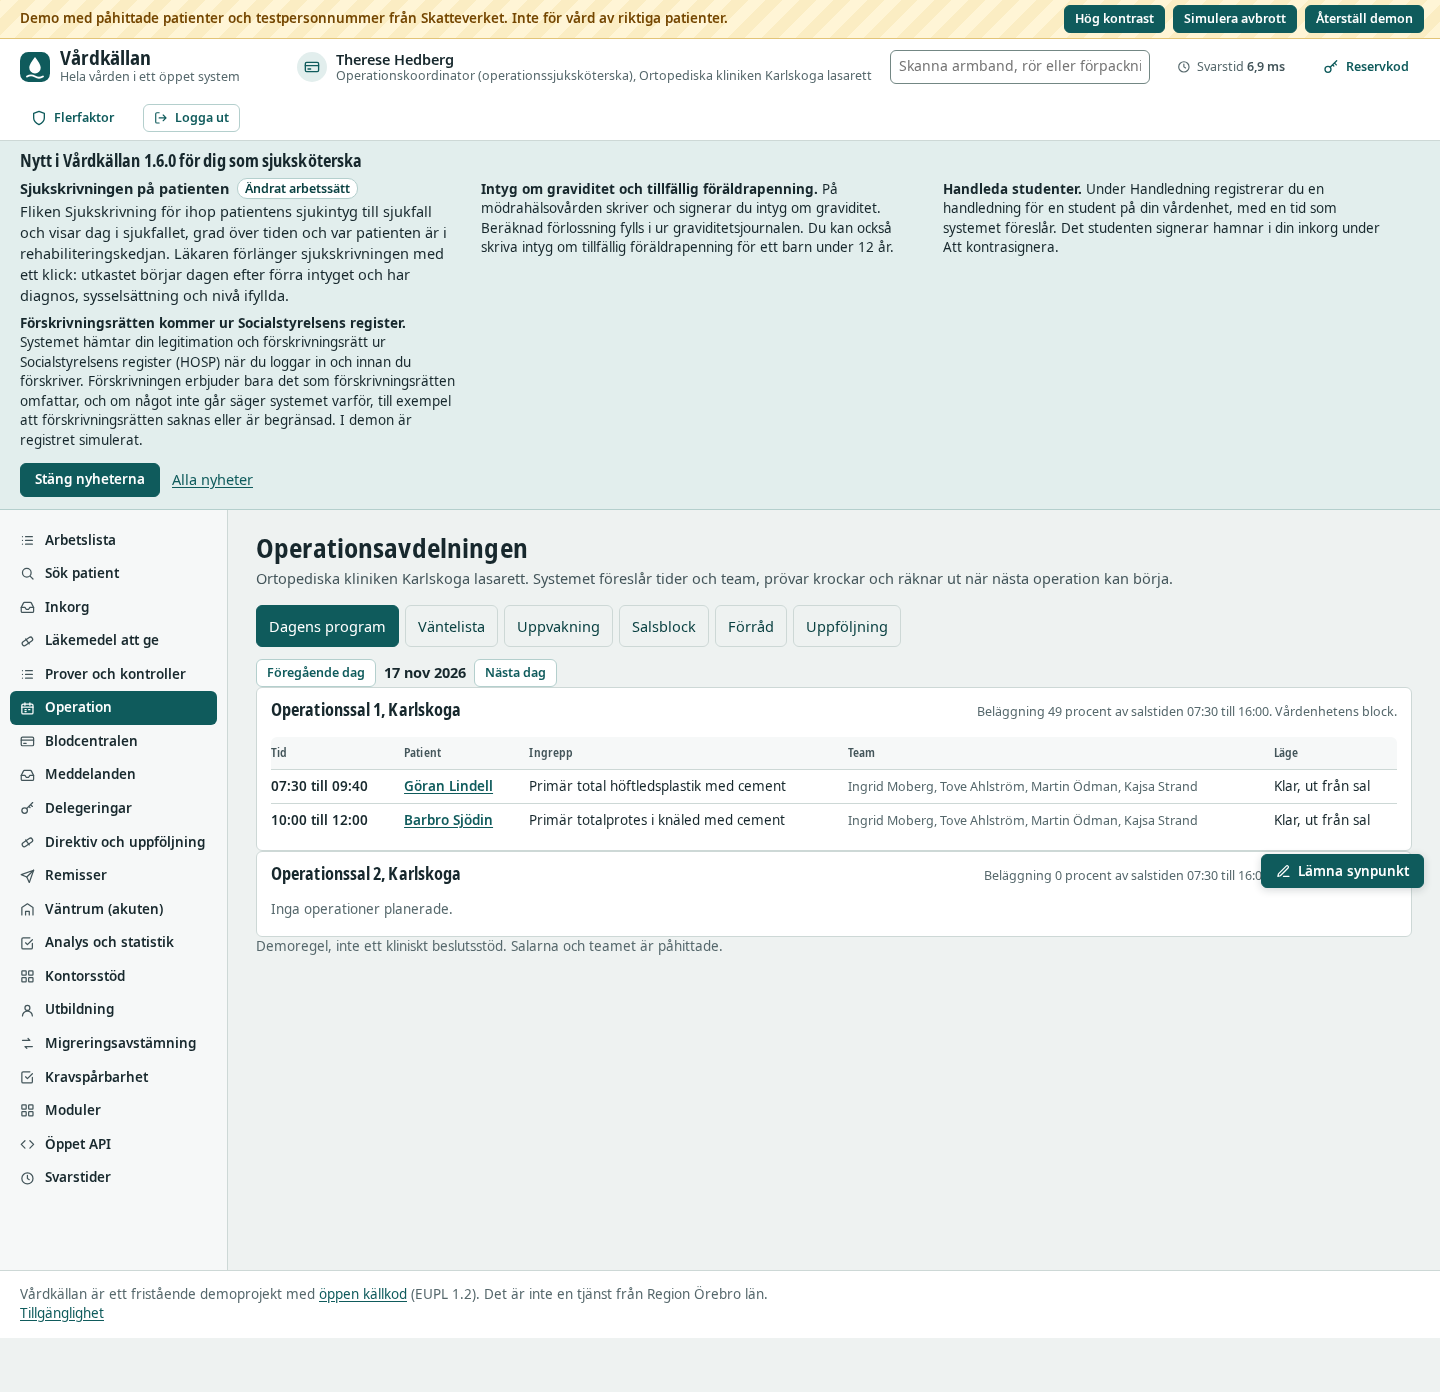 Demo med påhittade patienter och testpersonnummer från Skatteverket. Inte för vård av riktiga patienter.
Hög kontrast
Simulera avbrott
Återställ demon
Vårdkällan
Hela vården i ett öppet system
Therese Hedberg
Operationskoordinator (operationssjuksköterska), Ortopediska kliniken Karlskoga lasarett
Skanna armband, rör eller förpackni
Svarstid 6,9 ms
Reservkod
Flerfaktor
Logga ut
Nytt i Vårdkällan 1.6.0 för dig som sjuksköterska
Sjukskrivningen på patienten Ändrat arbetssätt
Fliken Sjukskrivning för ihop patientens sjukintyg till sjukfall
och visar dag i sjukfallet, grad över tiden och var patienten är i
rehabiliteringskedjan. Läkaren förlänger sjukskrivningen med
ett klick: utkastet börjar dagen efter förra intyget och har
diagnos, sysselsättning och nivå ifyllda.
Intyg om graviditet och tillfällig föräldrapenning. På
mödrahälsovården skriver och signerar du intyg om graviditet.
Beräknad förlossning fylls i ur graviditetsjournalen. Du kan också
skriva intyg om tillfällig föräldrapenning för ett barn under 12 år.
Handleda studenter. Under Handledning registrerar du en
handledning för en student på din vårdenhet, med en tid som
systemet föreslår. Det studenten signerar hamnar i din inkorg under
Att kontrasignera.
Förskrivningsrätten kommer ur Socialstyrelsens register.
Systemet hämtar din legitimation och förskrivningsrätt ur
Socialstyrelsens register (HOSP) när du loggar in och innan du
förskriver. Förskrivningen erbjuder bara det som förskrivningsrätten
omfattar, och om något inte går säger systemet varför, till exempel
att förskrivningsrätten saknas eller är begränsad. I demon är
registret simulerat.
Stäng nyheterna
Alla nyheter
Arbetslista
Sök patient
Inkorg
Läkemedel att ge
Prover och kontroller
Operation
Blodcentralen
Meddelanden
Delegeringar
Direktiv och uppföljning
Remisser
Väntrum (akuten)
Analys och statistik
Kontorsstöd
Utbildning
Migreringsavstämning
Kravspårbarhet
Moduler
Öppet API
Svarstider
Operationsavdelningen
Ortopediska kliniken Karlskoga lasarett. Systemet föreslår tider och team, prövar krockar och räknar ut när nästa operation kan börja.
Dagens program
Väntelista
Uppvakning
Salsblock
Förråd
Uppföljning
Föregående dag
17 nov 2026
Nästa dag
Operationssal 1, Karlskoga
Beläggning 49 procent av salstiden 07:30 till 16:00. Vårdenhetens block.
Tid Patient Ingrepp Team Läge
07:30 till 09:40 Göran Lindell Primär total höftledsplastik med cement Ingrid Moberg, Tove Ahlström, Martin Ödman, Kajsa Strand Klar, ut från sal
10:00 till 12:00 Barbro Sjödin Primär totalprotes i knäled med cement Ingrid Moberg, Tove Ahlström, Martin Ödman, Kajsa Strand Klar, ut från sal
Operationssal 2, Karlskoga
Beläggning 0 procent av salstiden 07:30 till 16:0
Lämna synpunkt
Inga operationer planerade.
Demoregel, inte ett kliniskt beslutsstöd. Salarna och teamet är påhittade.
Vårdkällan är ett fristående demoprojekt med öppen källkod (EUPL 1.2). Det är inte en tjänst från Region Örebro län.
Tillgänglighet